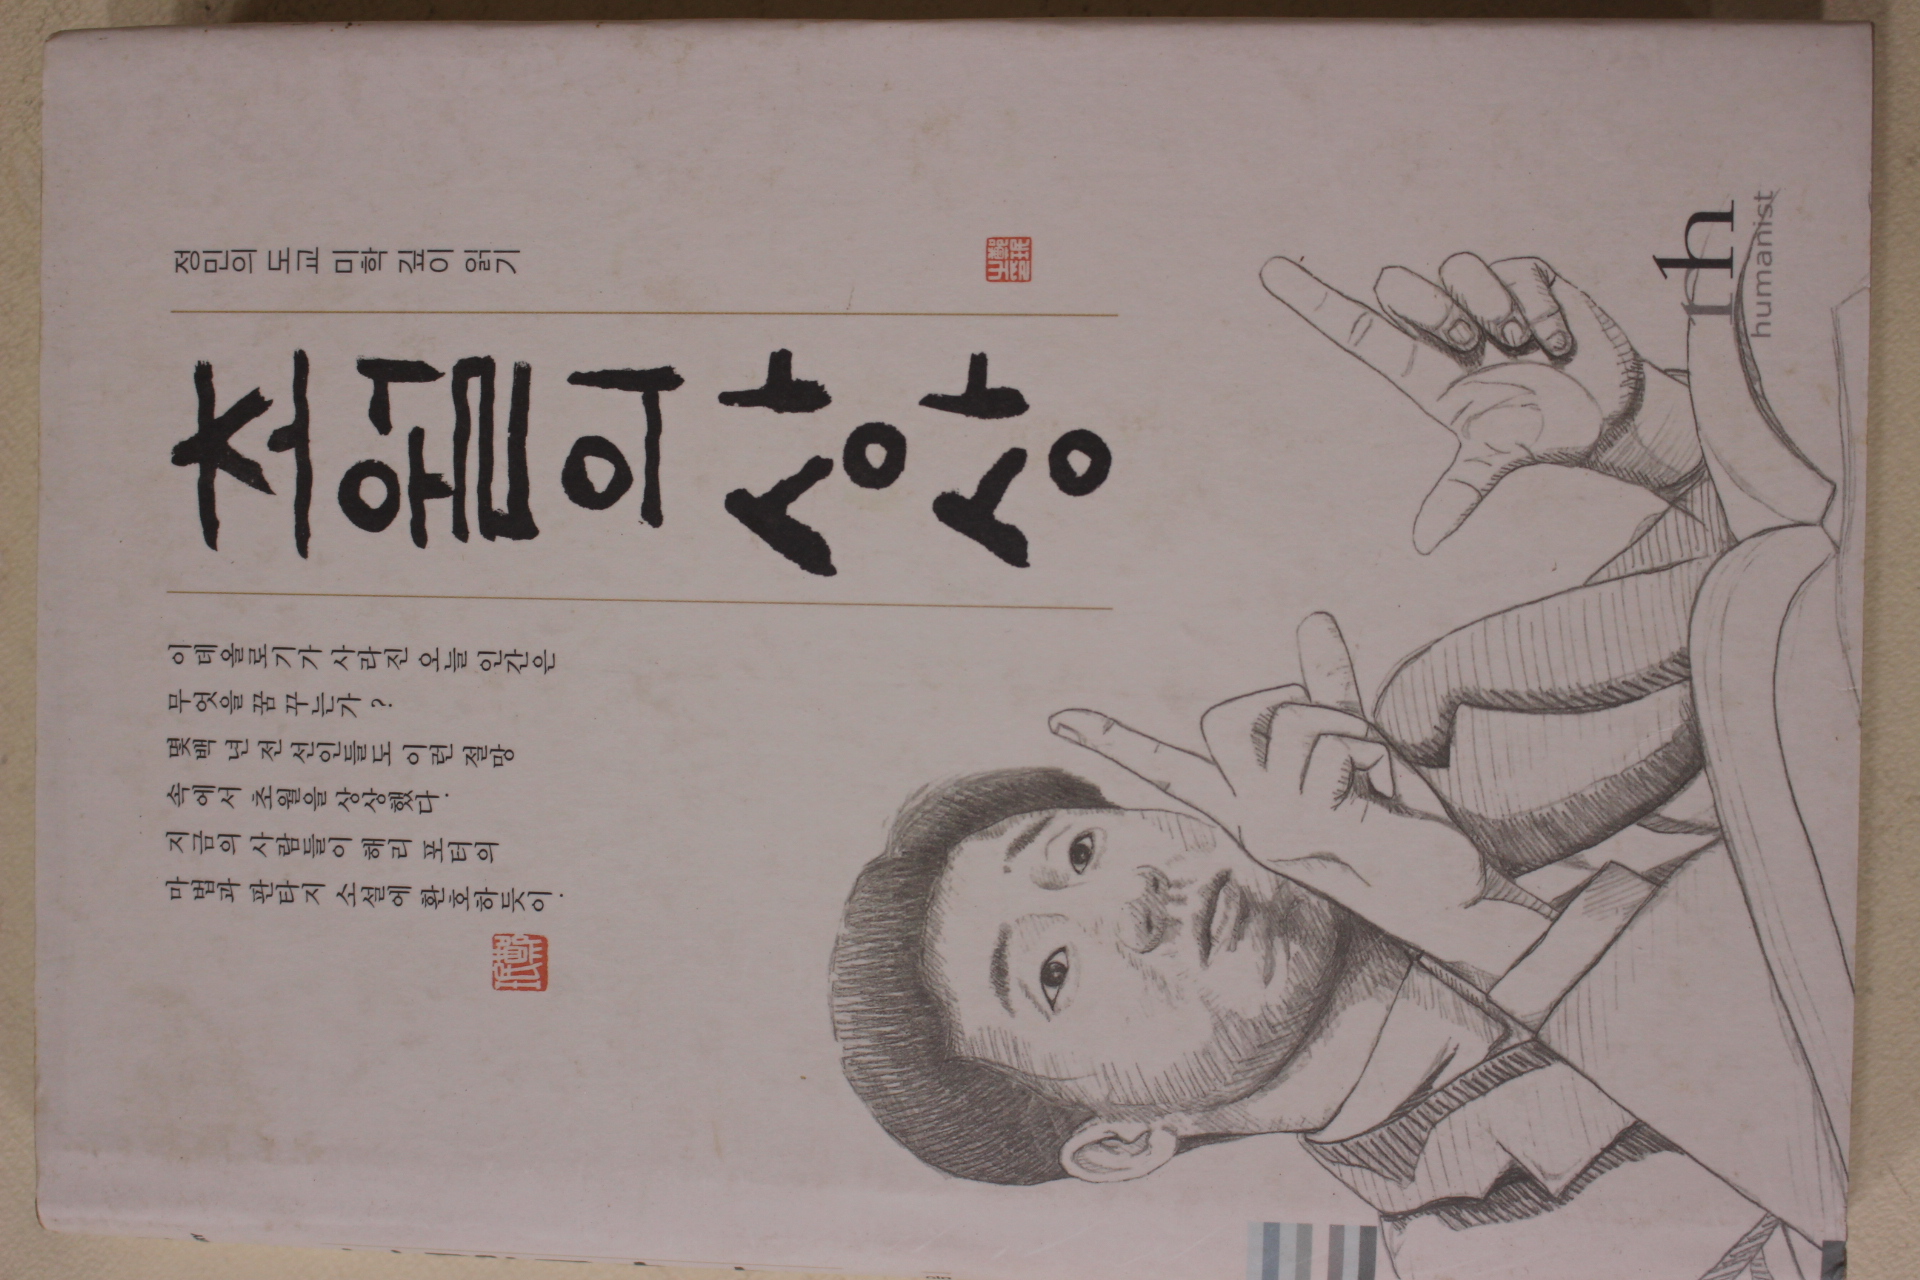 정민의 도교 미학 깊이 읽기
초월의 상상
이데올로기가 사라진 오늘 인간은
무엇을 꿈 꾸는가?
몇백 년 전 선인들도 이런 절망
속에서 초월을 상상했다.
지금의 사람들이 해리 포터의
마법과 판타지 소설에 환호하듯이.
h
humanist